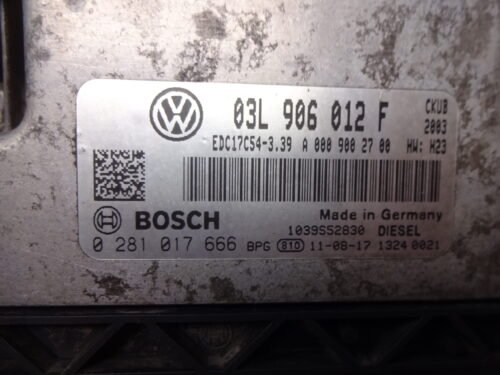 03L 906 012 F CKUB
2003
EDC17C54-3.39 A 000 900 27 00 HW: H23
Made in Germany
BOSCH 1039S52830 DIESEL
0 281 017 666 BPG 810 11-08-17 1324 0021